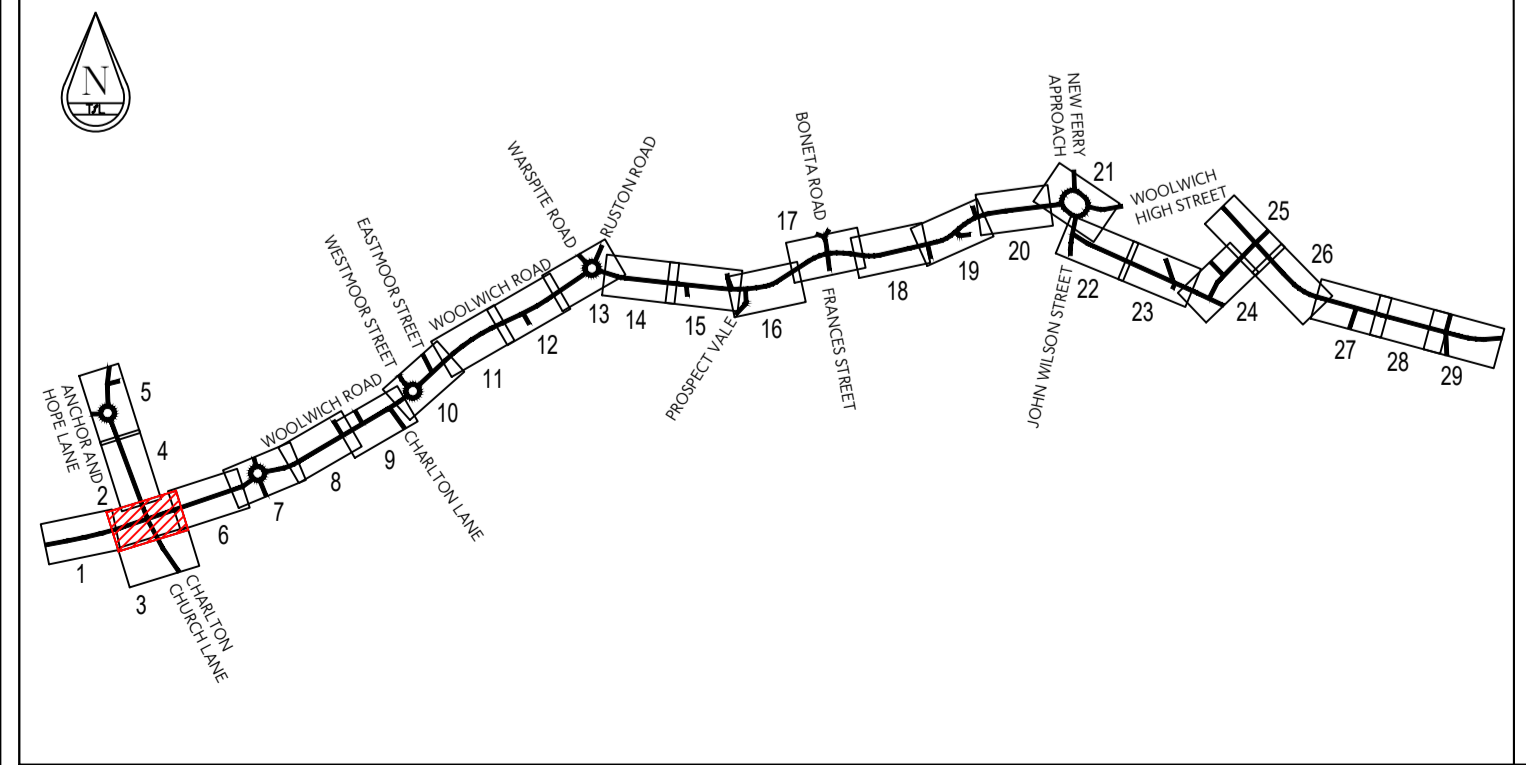 N
TfL
NEW FERRY
APPROACH
21
WOOLWICH
HIGH STREET
25
BONETA ROAD
RUSTON ROAD
WARSPITE ROAD
17
26
20
19
18
EASTMOOR STREET
WESTMOOR STREET
WOOLWICH ROAD
13
14
15
16
22
23
24
JOHN WILSON STREET
FRANCES STREET
PROSPECT VALE
12
11
27
28
29
5
ANCHOR AND
HOPE LANE
WOOLWICH ROAD
10
4
9
CHARLTON LANE
8
2
7
6
1
3
CHARLTON
CHURCH LANE